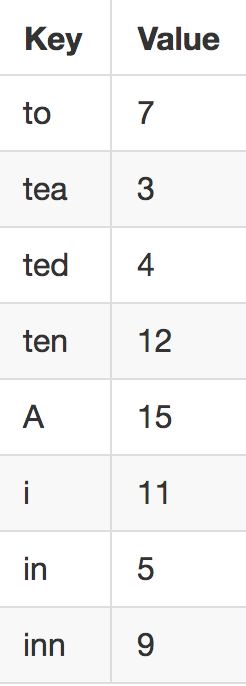 Key Value
to 7
tea 3
ted 4
ten 12
A 15
i 11
in 5
inn 9